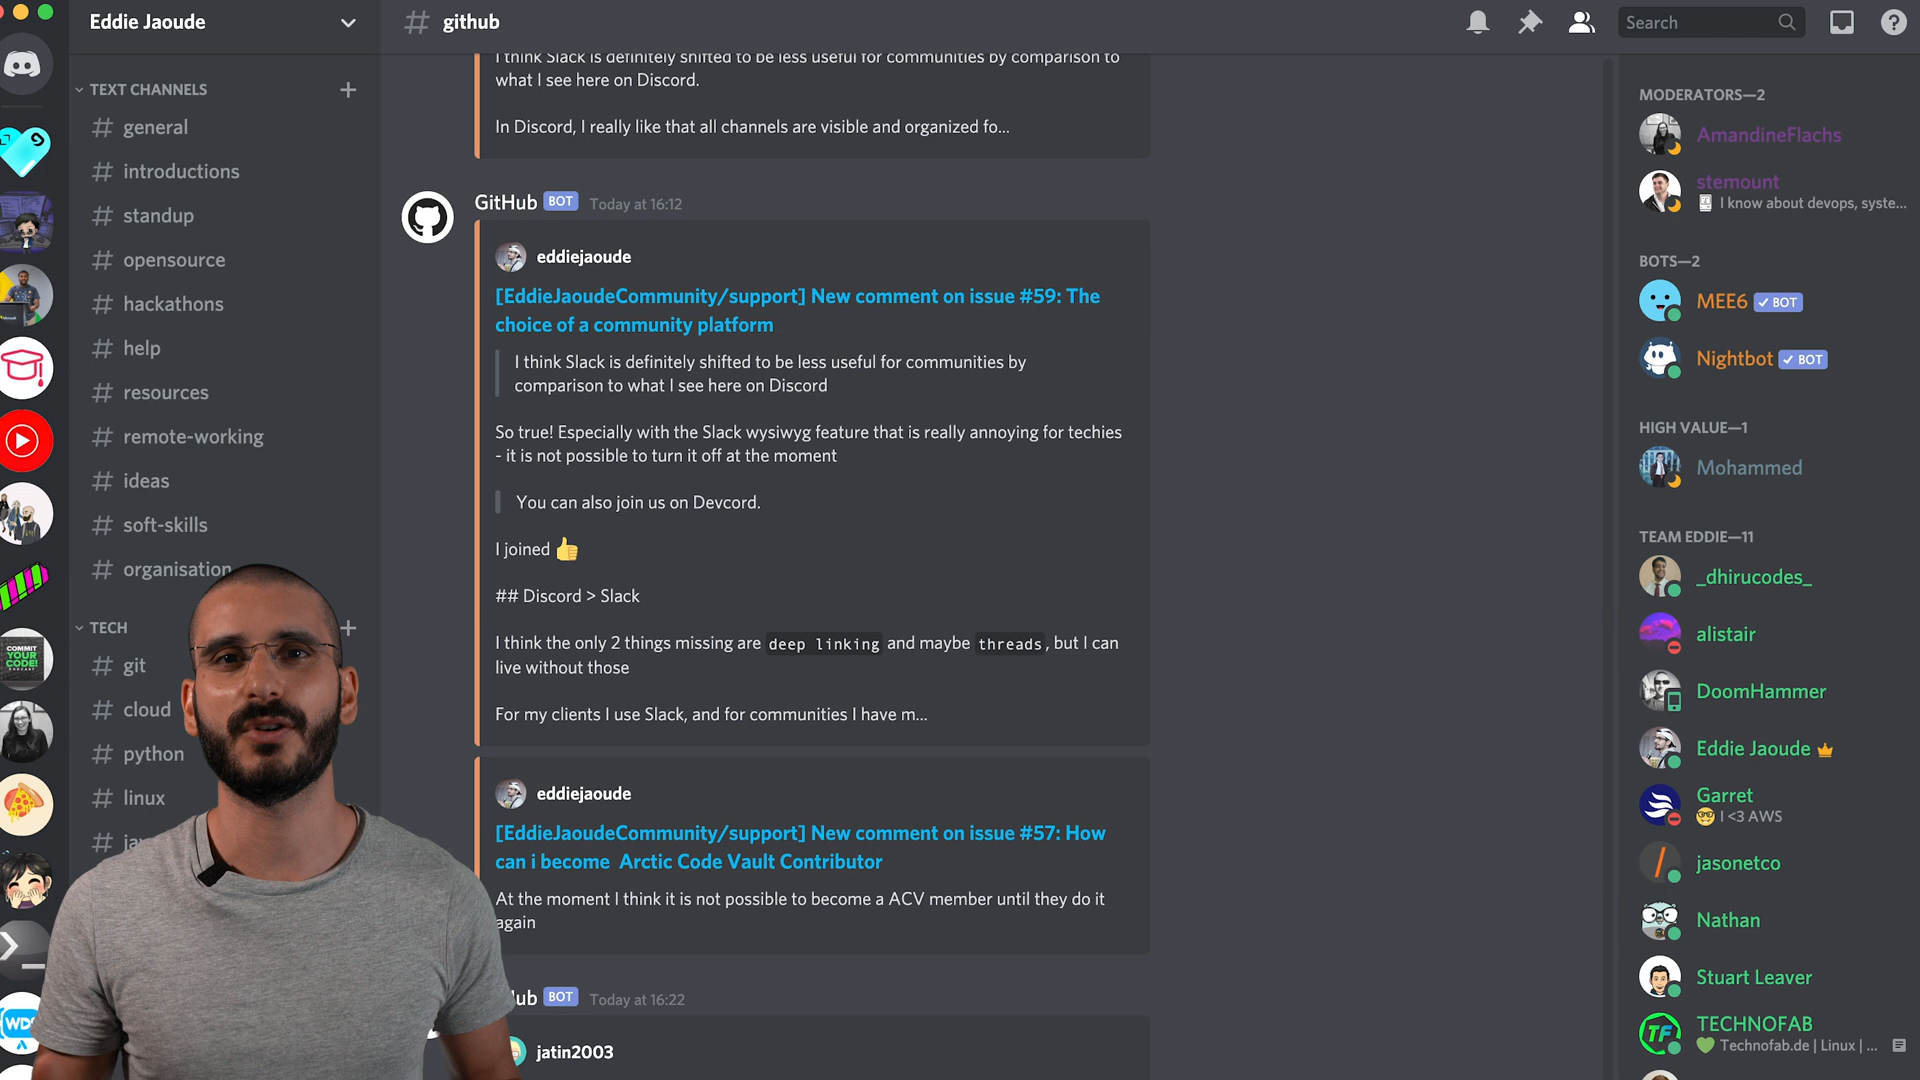 Eddie Jaoude
github
Search
TEXT CHANNELS
general
introductions
standup
opensource
hackathons
help
resources
remote-working
ideas
soft-skills
organisation
TECH
git
cloud
python
linux
COMMIT
YOUR
CODE!
PODCAST
WDS
I think Slack is definitely shifted to be less useful for communities by comparison to
what I see here on Discord.
In Discord, I really like that all channels are visible and organized fo...
GitHub BOT Today at 16:12
eddiejaoude
[EddieJaoudeCommunity/support] New comment on issue #59: The
choice of a community platform
I think Slack is definitely shifted to be less useful for communities by
comparison to what I see here on Discord
So true! Especially with the Slack wysiwyg feature that is really annoying for techies
- it is not possible to turn it off at the moment
You can also join us on Devcord.
I joined 👍
## Discord > Slack
I think the only 2 things missing are deep linking and maybe threads, but I can
live without those
For my clients I use Slack, and for communities I have m...
eddiejaoude
[EddieJaoudeCommunity/support] New comment on issue #57: How
can i become Arctic Code Vault Contributor
At the moment I think it is not possible to become a ACV member until they do it
again
BOT Today at 16:22
jatin2003
MODERATORS—2
AmandineFlachs
stemount
I know about devops, syste...
BOTS—2
MEE6 ✓ BOT
Nightbot ✓ BOT
HIGH VALUE—1
Mohammed
TEAM EDDIE—11
_dhirucodes_
alistair
DoomHammer
Eddie Jaoude
Garret
🤓 I <3 AWS
jasonetco
Nathan
Stuart Leaver
TF
TECHNOFAB
💚 Technofab.de | Linux | ...